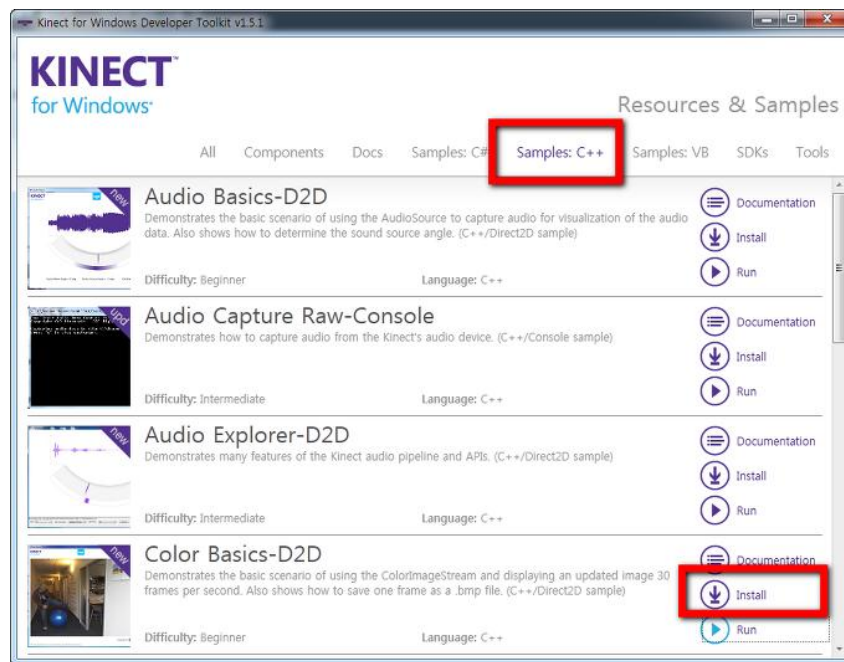 Kinect for Windows Developer Toolkit v1.5.1
KINECT™
for Windows®
Resources & Samples
All Components Docs Samples: C# Samples: C++ Samples: VB SDKs Tools
new
Audio Basics-D2D
Demonstrates the basic scenario of using the AudioSource to capture audio for visualization of the audio
data. Also shows how to determine the sound source angle. (C++/Direct2D sample)
Difficulty: Beginner Language: C++
Documentation
Install
Run
upd
Audio Capture Raw-Console
Demonstrates how to capture audio from the Kinect's audio device. (C++/Console sample)
Difficulty: Intermediate Language: C++
Documentation
Install
Run
new
Audio Explorer-D2D
Demonstrates many features of the Kinect audio pipeline and APIs. (C++/Direct2D sample)
Difficulty: Intermediate Language: C++
Documentation
Install
Run
new
Color Basics-D2D
Demonstrates the basic scenario of using the ColorImageStream and displaying an updated image 30
frames per second. Also shows how to save one frame as a .bmp file. (C++/Direct2D sample)
Difficulty: Beginner Language: C++
Documentation
Install
Run